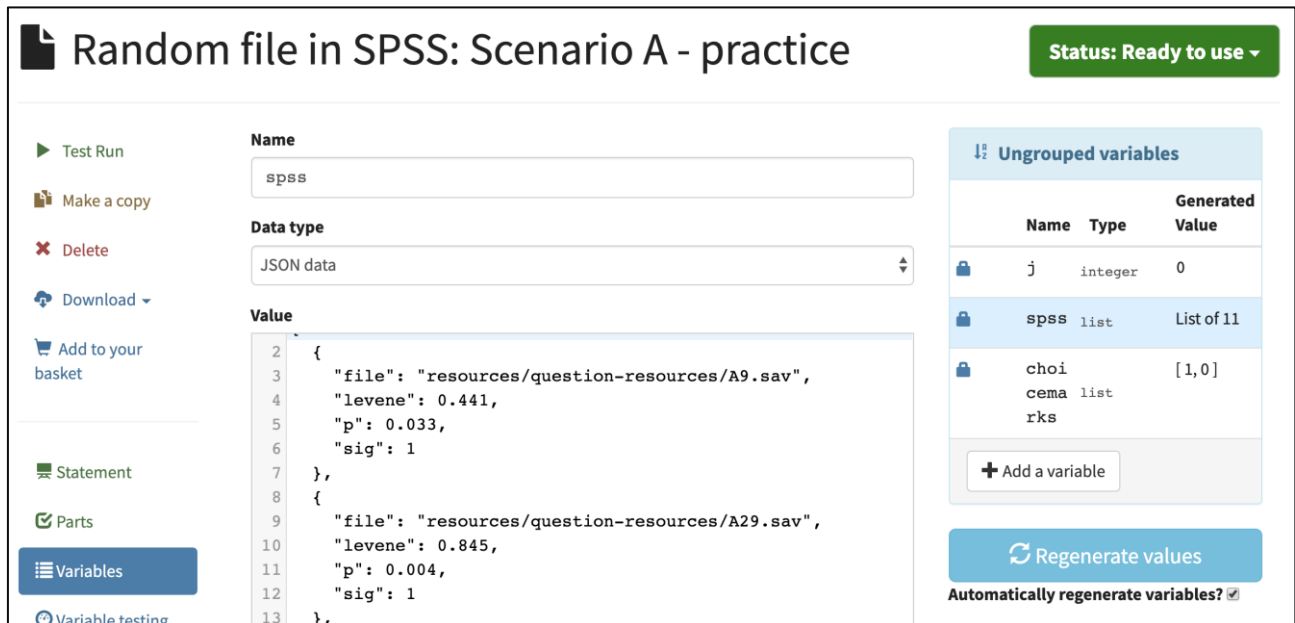 Random file in SPSS: Scenario A - practice
Status: Ready to use
Test Run
Make a copy
Delete
Download
Add to your
basket
Statement
Parts
Variables
Variable testing
Name
spss
Data type
JSON data
Value
2 {
3 "file": "resources/question-resources/A9.sav",
4 "levene": 0.441,
5 "p": 0.033,
6 "sig": 1
7 },
8 {
9 "file": "resources/question-resources/A29.sav",
10 "levene": 0.845,
11 "p": 0.004,
12 "sig": 1
13 },
Ungrouped variables
Generated
Name Type Value
j integer 0
spss list List of 11
choi [1,0]
cema list
rks
Add a variable
Regenerate values
Automatically regenerate variables?